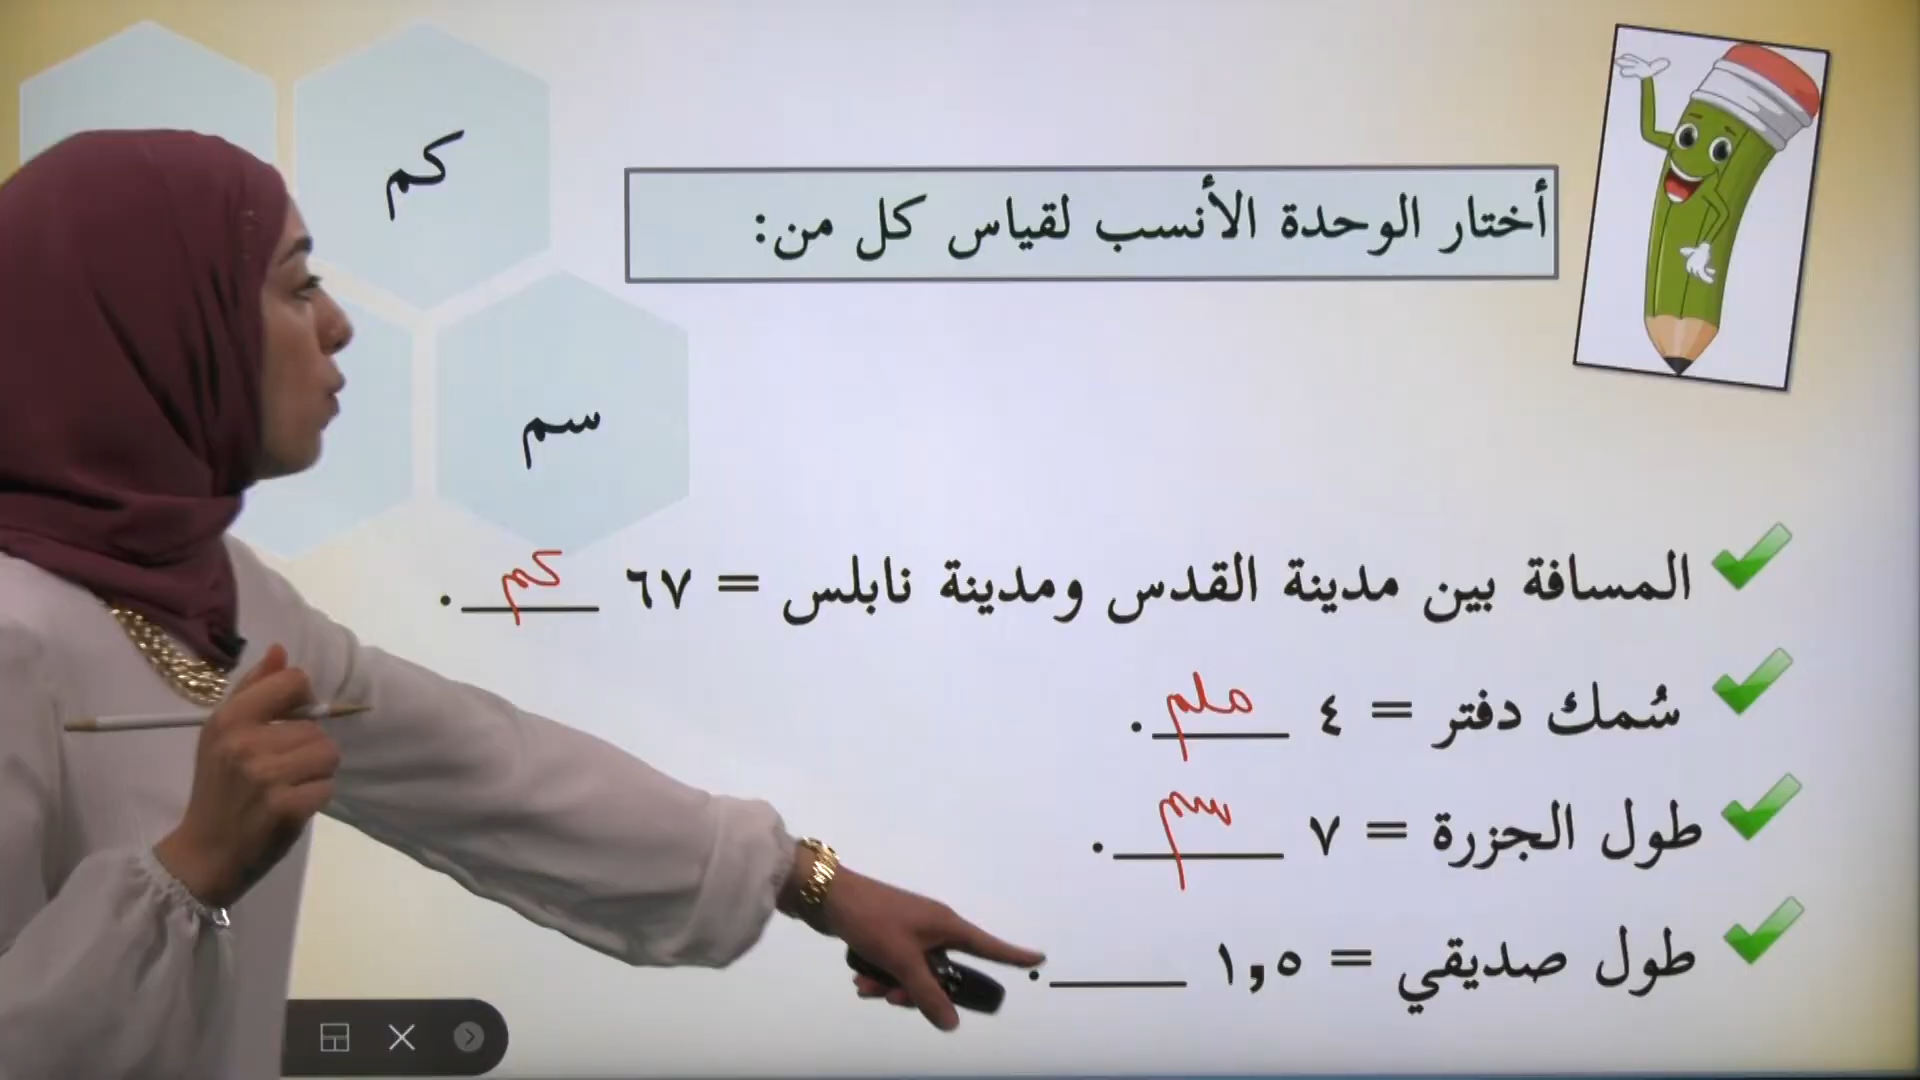 أختار الوحدة الأنسب لقياس كل من:
كم
سم
المسافة بين مدينة القدس ومدينة نابلس = ٦٧ كم.
سُمك دفتر = ٤ ملم.
طول الجزرة = ٧ سم.
طول صديقي = ١,٥ ______.